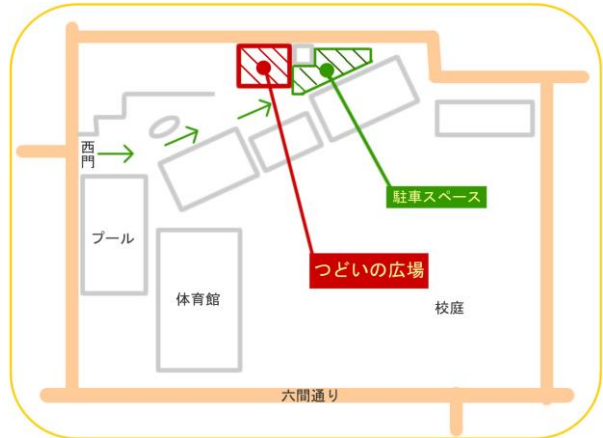 西門
駐車スペース
プール
つどいの広場
体育館
校庭
六間通り